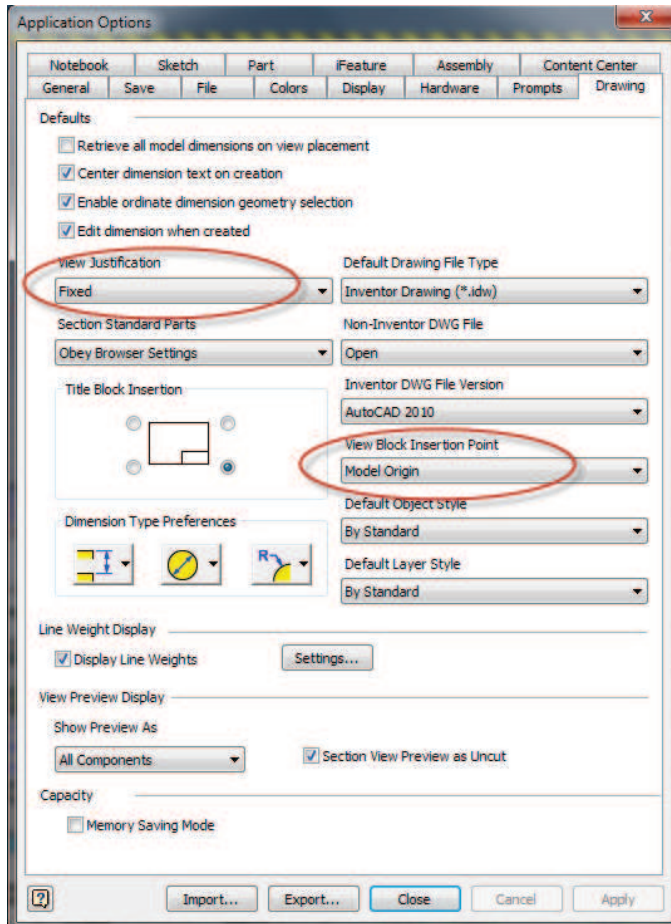 Application Options
Notebook Sketch Part iFeature Assembly Content Center
General Save File Colors Display Hardware Prompts Drawing
Defaults
Retrieve all model dimensions on view placement
Center dimension text on creation
Enable ordinate dimension geometry selection
Edit dimension when created
View Justification Default Drawing File Type
Fixed Inventor Drawing (*.idw)
Section Standard Parts Non-Inventor DWG File
Obey Browser Settings Open
Title Block Insertion Inventor DWG File Version
AutoCAD 2010
View Block Insertion Point
Model Origin
Default Object Style
Dimension Type Preferences By Standard
R
Default Layer Style
By Standard
Line Weight Display
Display Line Weights Settings...
View Preview Display
Show Preview As
All Components Section View Preview as Uncut
Capacity
Memory Saving Mode
? Import... Export... Close Cancel Apply